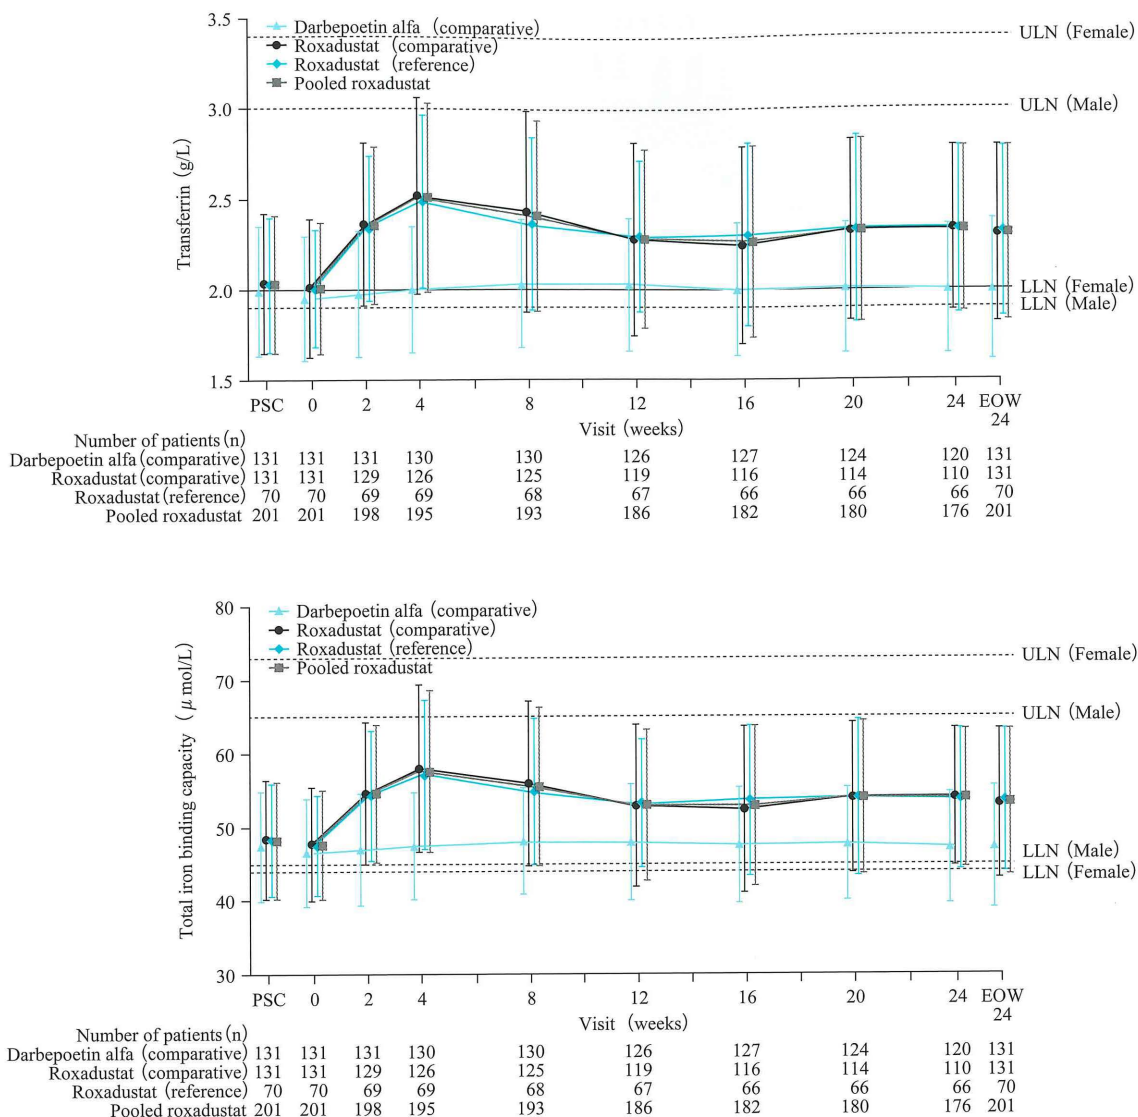 3.5
Darbepoetin alfa (comparative)
Roxadustat (comparative)
Roxadustat (reference)
Pooled roxadustat
ULN (Female)
3.0
ULN (Male)
2.5
2.0
LLN (Female)
LLN (Male)
1.5
Transferrin (g/L)
PSC 0 2 4 8 12 16 20 24 EOW 24
Visit (weeks)
Number of patients (n)
Darbepoetin alfa (comparative) 131 131 131 130 130 126 127 124 120 131
Roxadustat (comparative) 131 131 129 126 125 119 116 114 110 131
Roxadustat (reference) 70 70 69 69 68 67 66 66 66 70
Pooled roxadustat 201 201 198 195 193 186 182 180 176 201
80
Darbepoetin alfa (comparative)
Roxadustat (comparative)
Roxadustat (reference)
Pooled roxadustat
ULN (Female)
70
ULN (Male)
60
50
LLN (Male)
LLN (Female)
40
30
Total iron binding capacity (μ mol/L)
PSC 0 2 4 8 12 16 20 24 EOW 24
Visit (weeks)
Number of patients (n)
Darbepoetin alfa (comparative) 131 131 131 130 130 126 127 124 120 131
Roxadustat (comparative) 131 131 129 126 125 119 116 114 110 131
Roxadustat (reference) 70 70 69 69 68 67 66 66 66 70
Pooled roxadustat 201 201 198 195 193 186 182 180 176 201